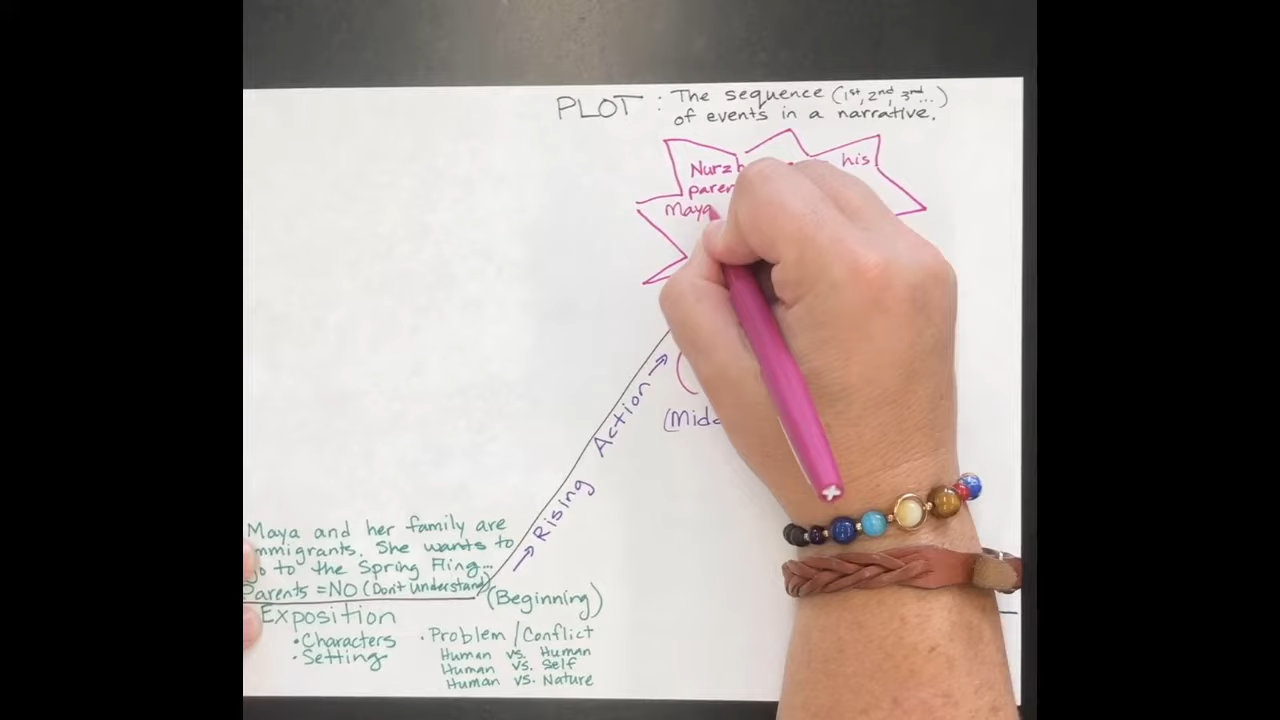 PLOT : The sequence (1st, 2nd, 3rd...)
of events in a narrative.
his
Maya
Rising Action
Maya and her family are
mmigrants. She wants to
go to the Spring Fling...
Parents = NO (Don't understand)
(Beginning)
Exposition
• Characters
• Setting
• Problem / Conflict
Human vs. Human
Human vs. Self
Human vs. Nature